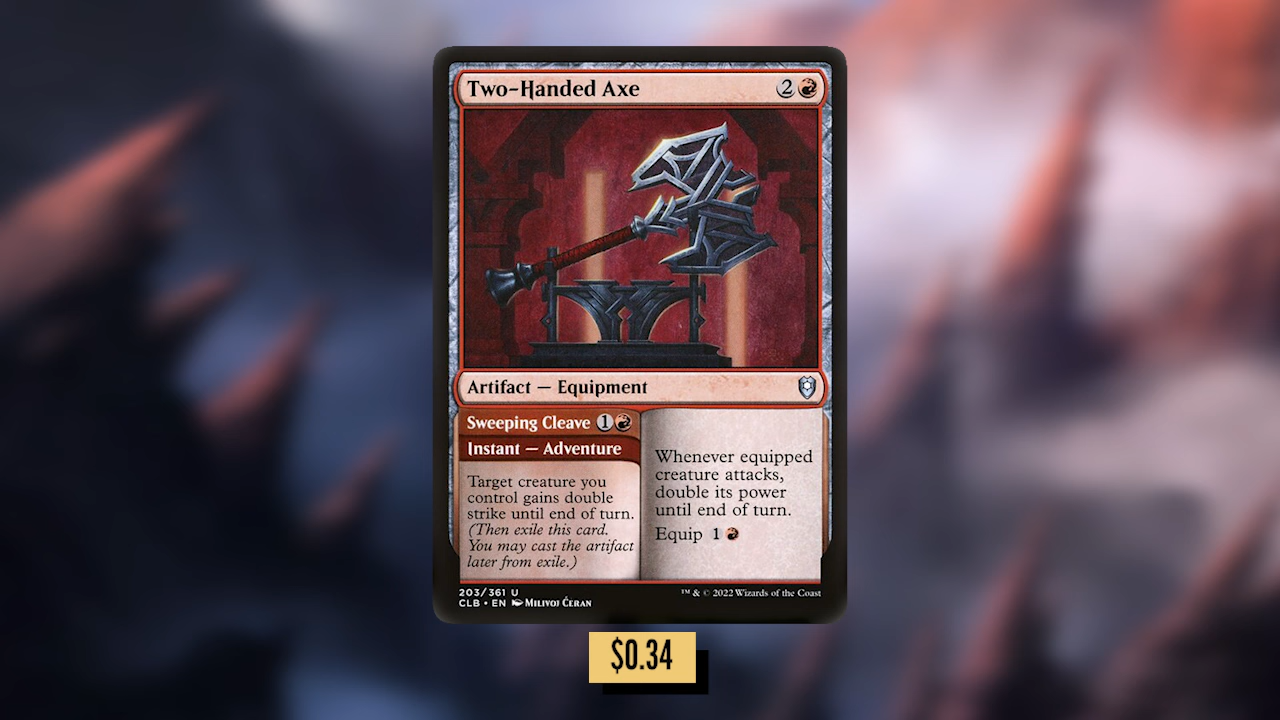 Two-Handed Axe 2
Artifact — Equipment
Sweeping Cleave 1
Instant — Adventure
Target creature you
control gains double
strike until end of turn.
(Then exile this card.
You may cast the artifact
later from exile.)
Whenever equipped
creature attacks,
double its power
until end of turn.
Equip 1
203/361 U
CLB • EN Milivoj Ćeran
™ & © 2022 Wizards of the Coast
$0.34